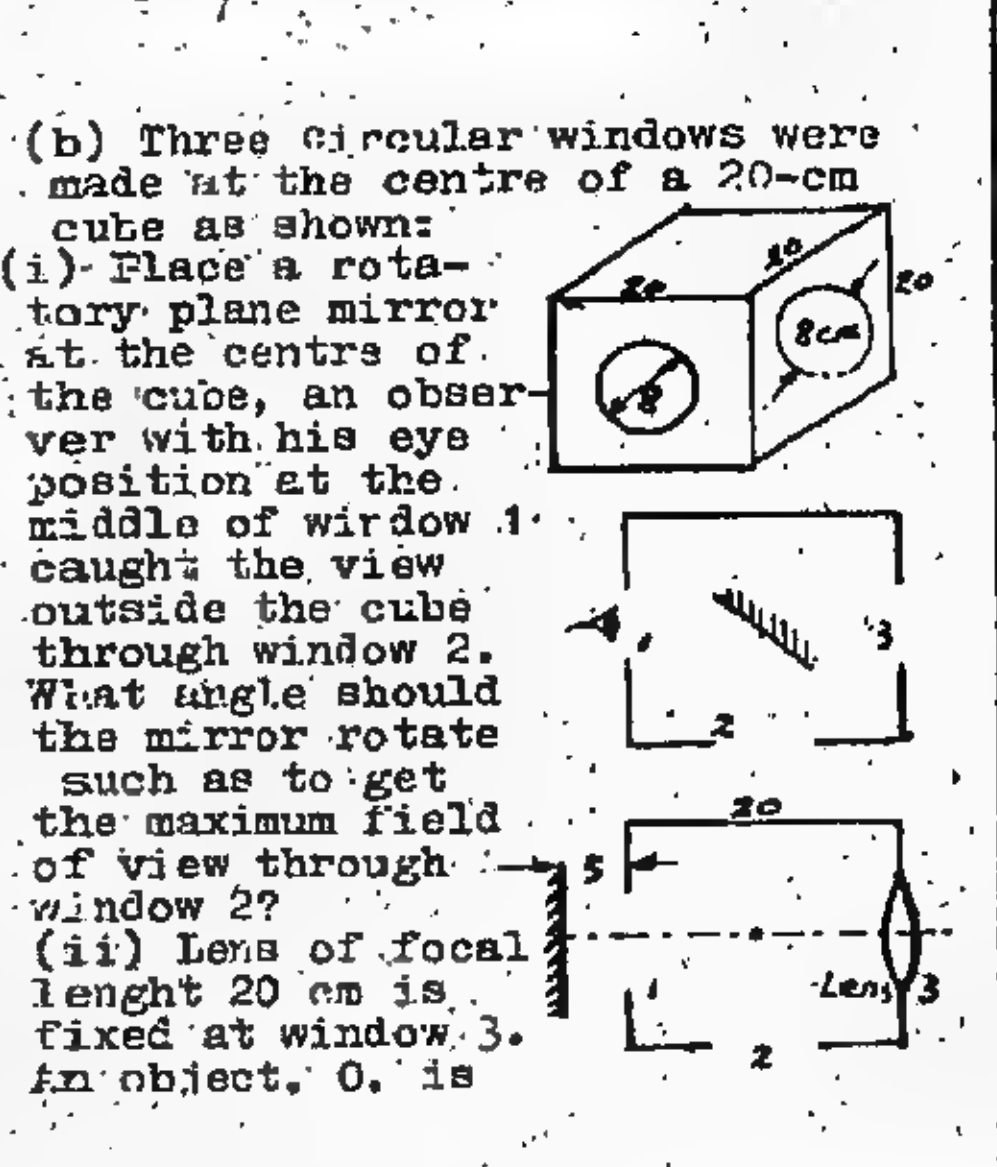 (b) Three circular windows were
made at the centre of a 20-cm
cube as shown:
(i) Place a rota-
tory plane mirror
at the centre of
the cube, an obser-
ver with his eye
position at the
middle of window 1
caught the view
outside the cube
through window 2.
What angle should
the mirror rotate
such as to get
the maximum field
of view through
window 2?
(ii) Lens of focal
lenght 20 cm is
fixed at window 3.
An object, O, is
20
20
20
8cm
8
1
3
2
20
5
1
Lens 3
2